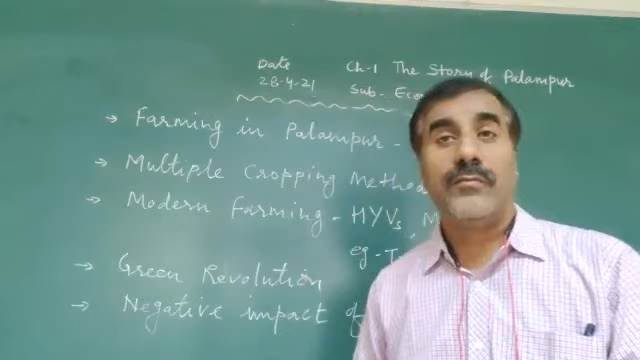 Date Ch-1 The Story of Palampur
28-4-21 Sub- Eco
→ Farming in Palampur -
→ Multiple Cropping Method
→ Modern Farming - HYVs, M
eg - T
→ Green Revolution
→ Negative impact of